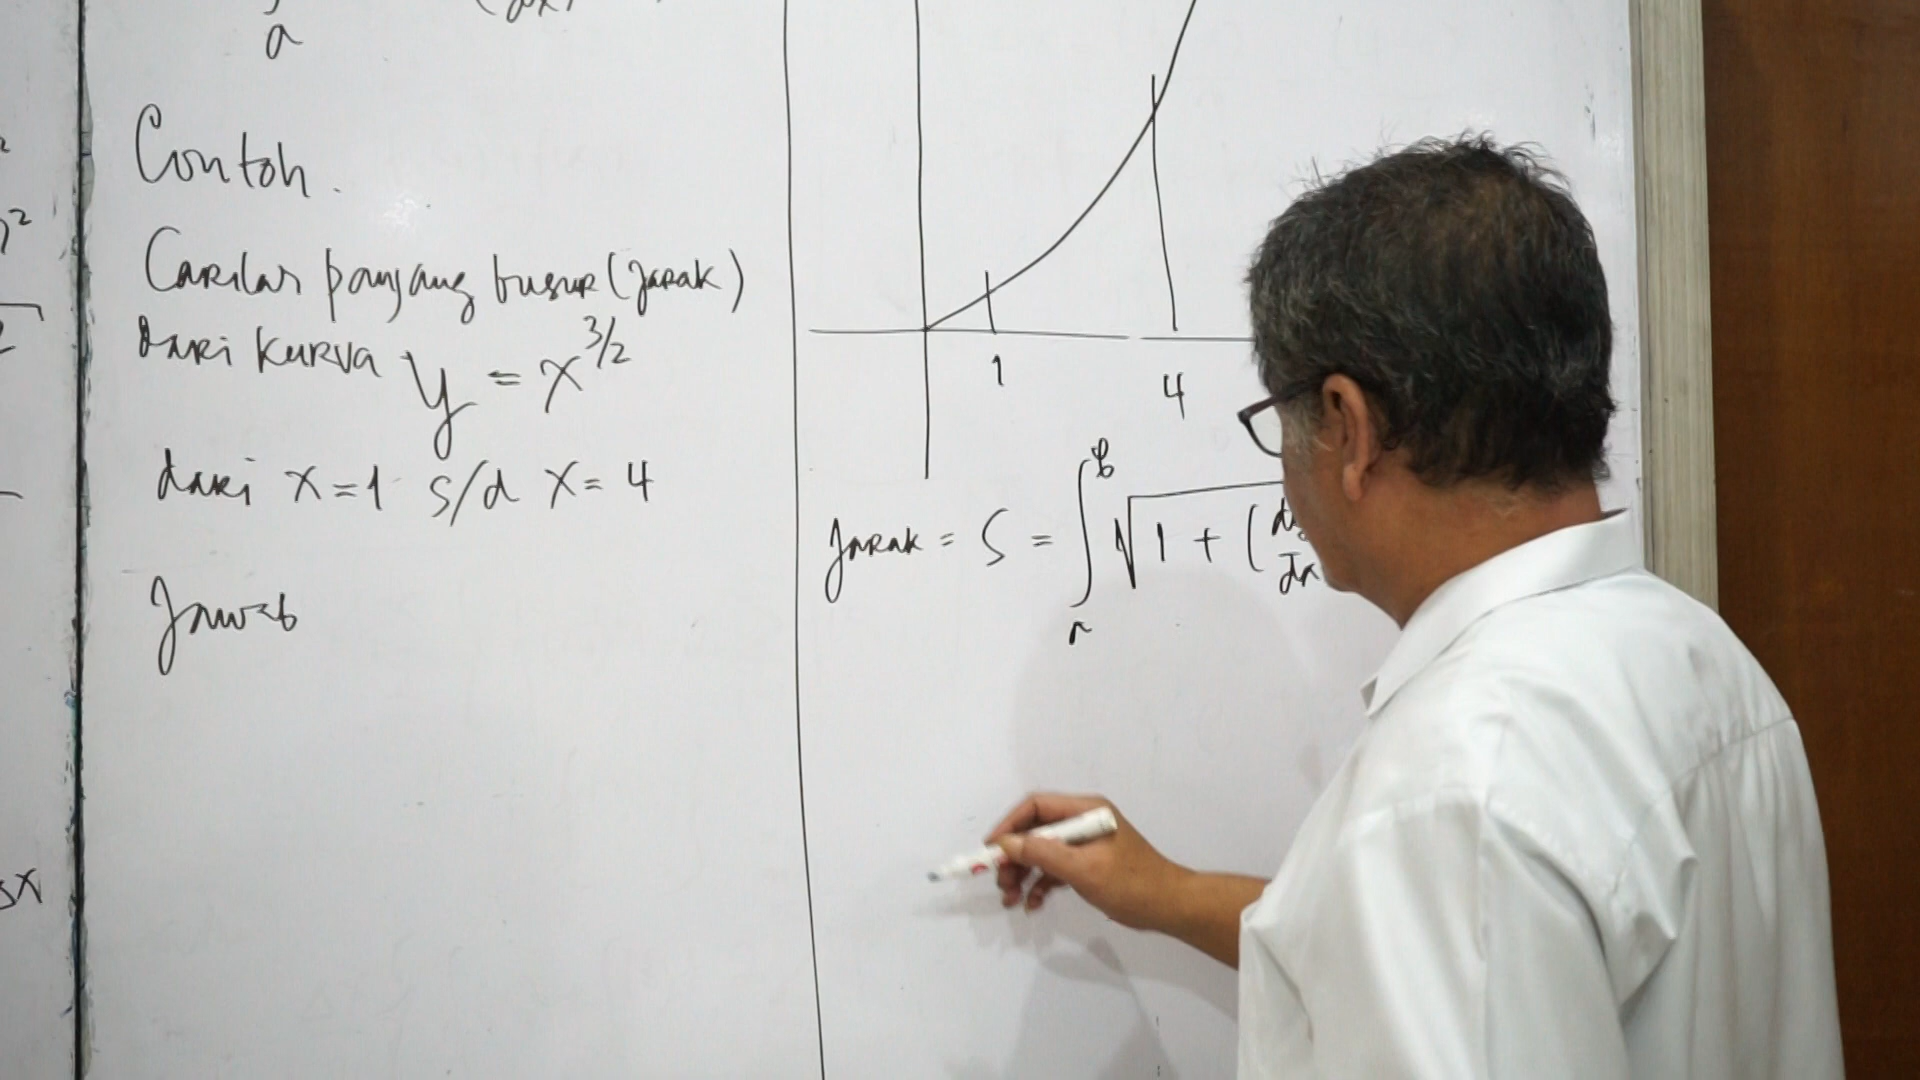 a
Contoh.
Carilah panjang busur (jarak)
dari kurva y = x^3/2
dari x=1 s/d x=4
Jawab
1
4
Jarak = S = ∫ab √1 + (dy/dx